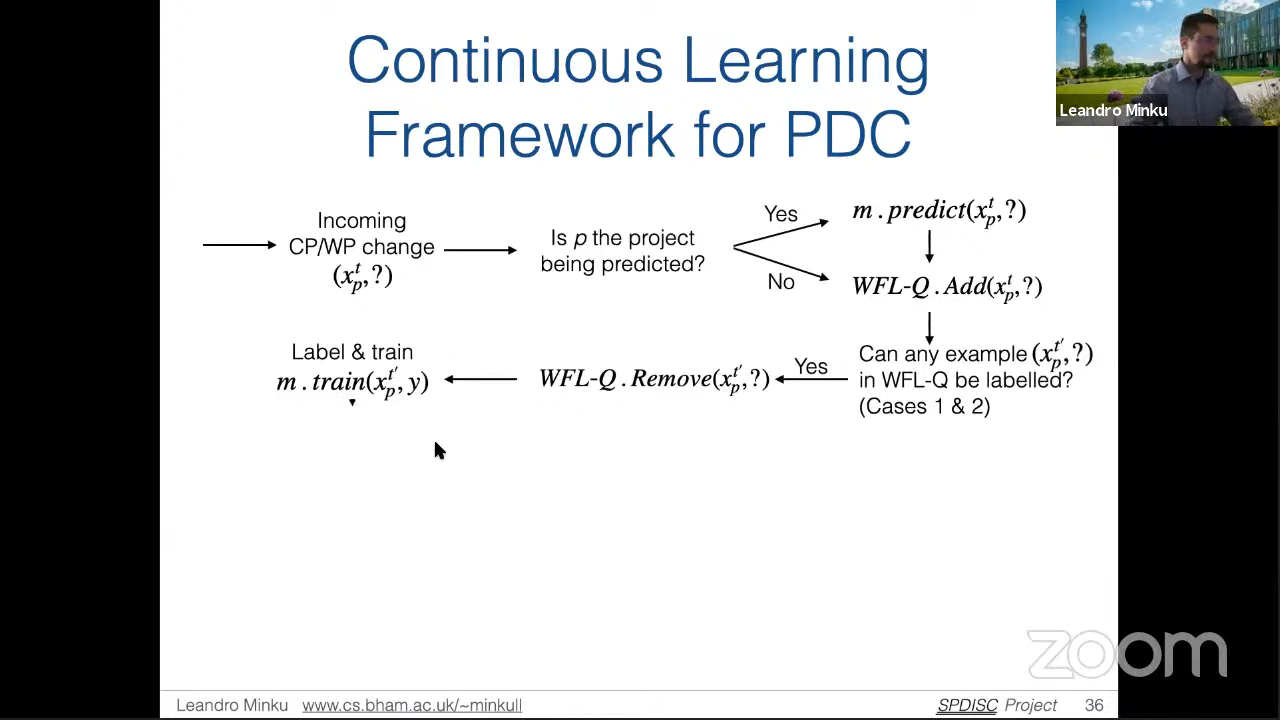 Continuous Learning
Framework for PDC
Leandro Minku
Incoming
CP/WP change
(x_p^t, ?)
Is p the project
being predicted?
Yes
No
m . predict(x_p^t, ?)
WFL-Q . Add(x_p^t, ?)
Can any example (x_p^{t'}, ?)
in WFL-Q be labelled?
(Cases 1 & 2)
Yes
WFL-Q . Remove(x_p^{t'}, ?)
Label & train
m . train(x_p^{t'}, y)
zoom
Leandro Minku www.cs.bham.ac.uk/~minkull SPDISC Project 36